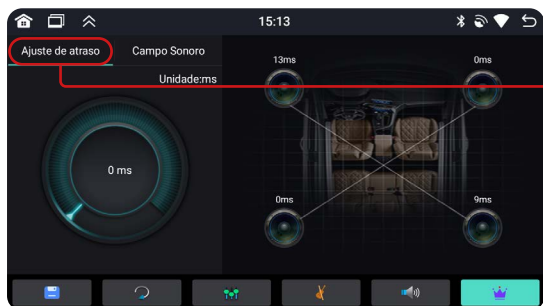 15:13
Ajuste de atraso
Campo Sonoro
Unidade:ms
0 ms
13ms
0ms
0ms
9ms